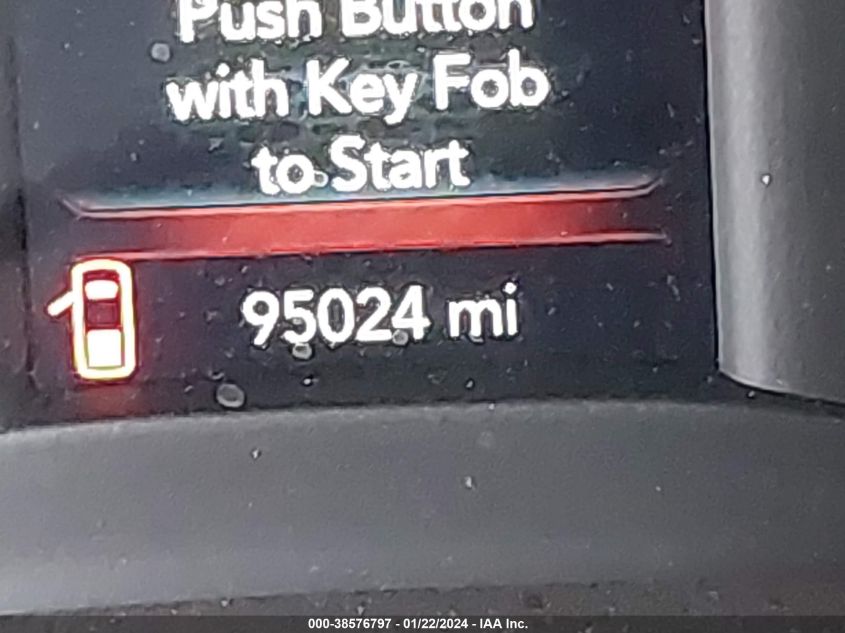 Push Button
with Key Fob
to Start
95024 mi
000-38576797 - 01/22/2024 - IAA Inc.